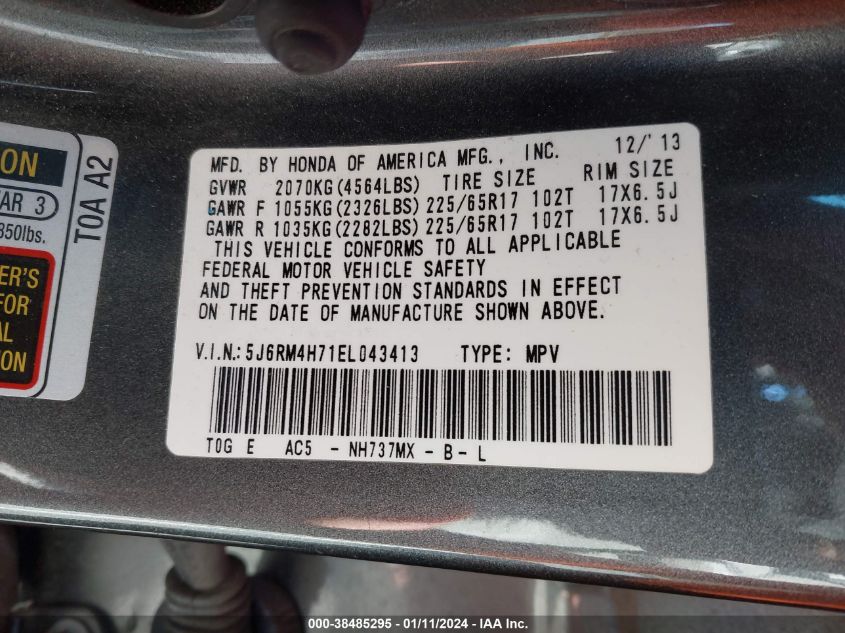 ON
AR 3
850lbs.
ER'S
FOR
AL
ION
TOA A2
MFD. BY HONDA OF AMERICA MFG., INC. 12/'13
GVWR 2070KG(4564LBS) TIRE SIZE RIM SIZE
GAWR F 1055KG(2326LBS) 225/65R17 102T 17X6.5J
GAWR R 1035KG(2282LBS) 225/65R17 102T 17X6.5J
THIS VEHICLE CONFORMS TO ALL APPLICABLE
FEDERAL MOTOR VEHICLE SAFETY
AND THEFT PREVENTION STANDARDS IN EFFECT
ON THE DATE OF MANUFACTURE SHOWN ABOVE.
V.I.N.: 5J6RM4H71EL043413 TYPE: MPV
TOG E AC5 - NH737MX - B - L
000-38485295 - 01/11/2024 - IAA Inc.